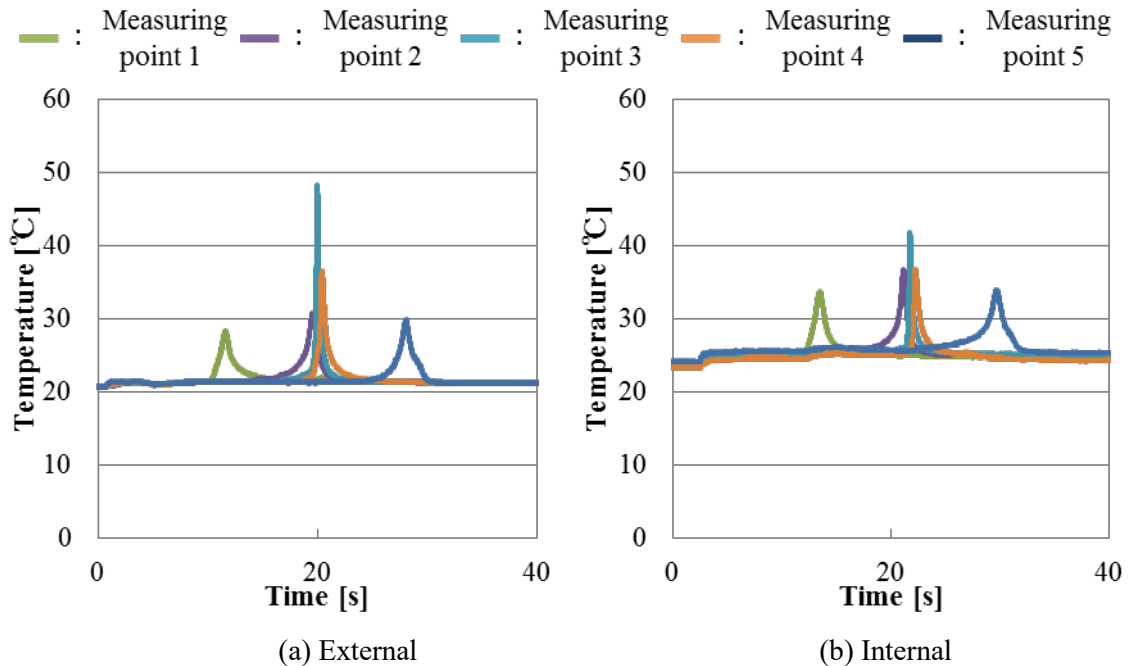 : Measuring point 1 : Measuring point 2 : Measuring point 3 : Measuring point 4 : Measuring point 5
60
50
40
30
20
10
0
Temperature [℃]
0 20 40
Time [s]
(a) External
60
50
40
30
20
10
0
Temperature [℃]
0 20 40
Time [s]
(b) Internal